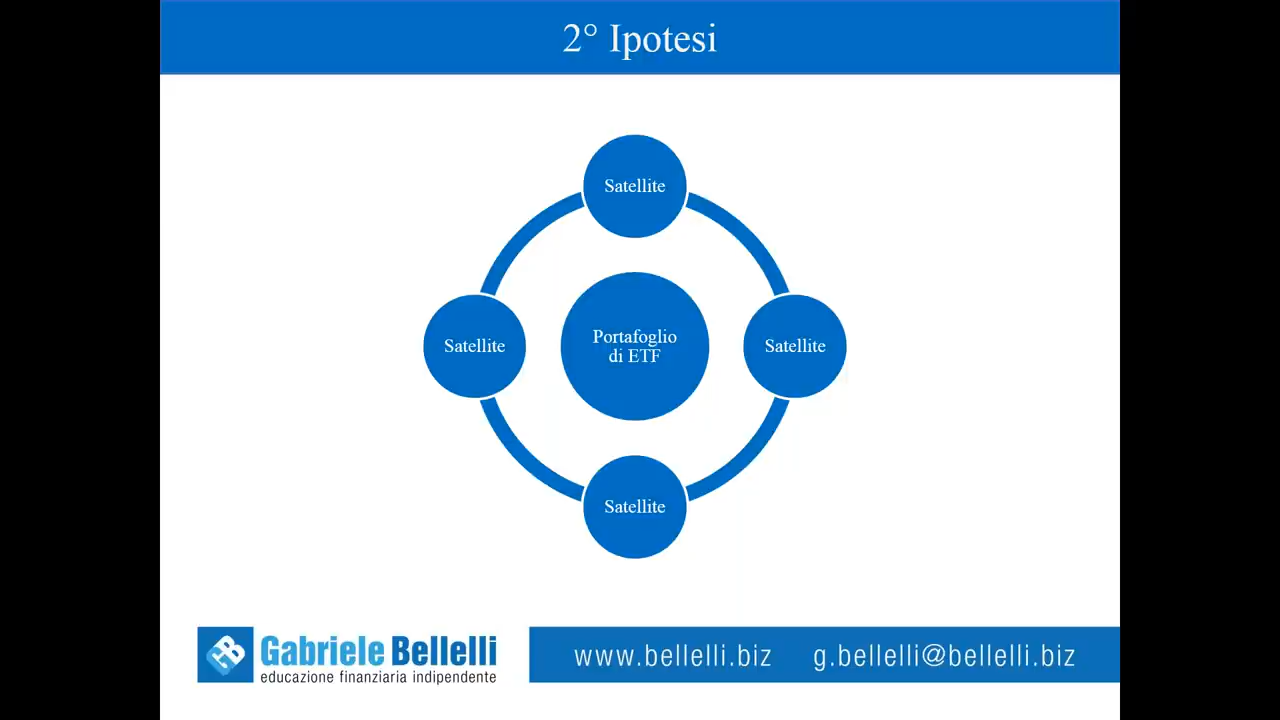 2° Ipotesi
Satellite
Satellite
Portafoglio
di ETF
Satellite
Satellite
Gabriele Bellelli
educazione finanziaria indipendente
www.bellelli.biz g.bellelli@bellelli.biz